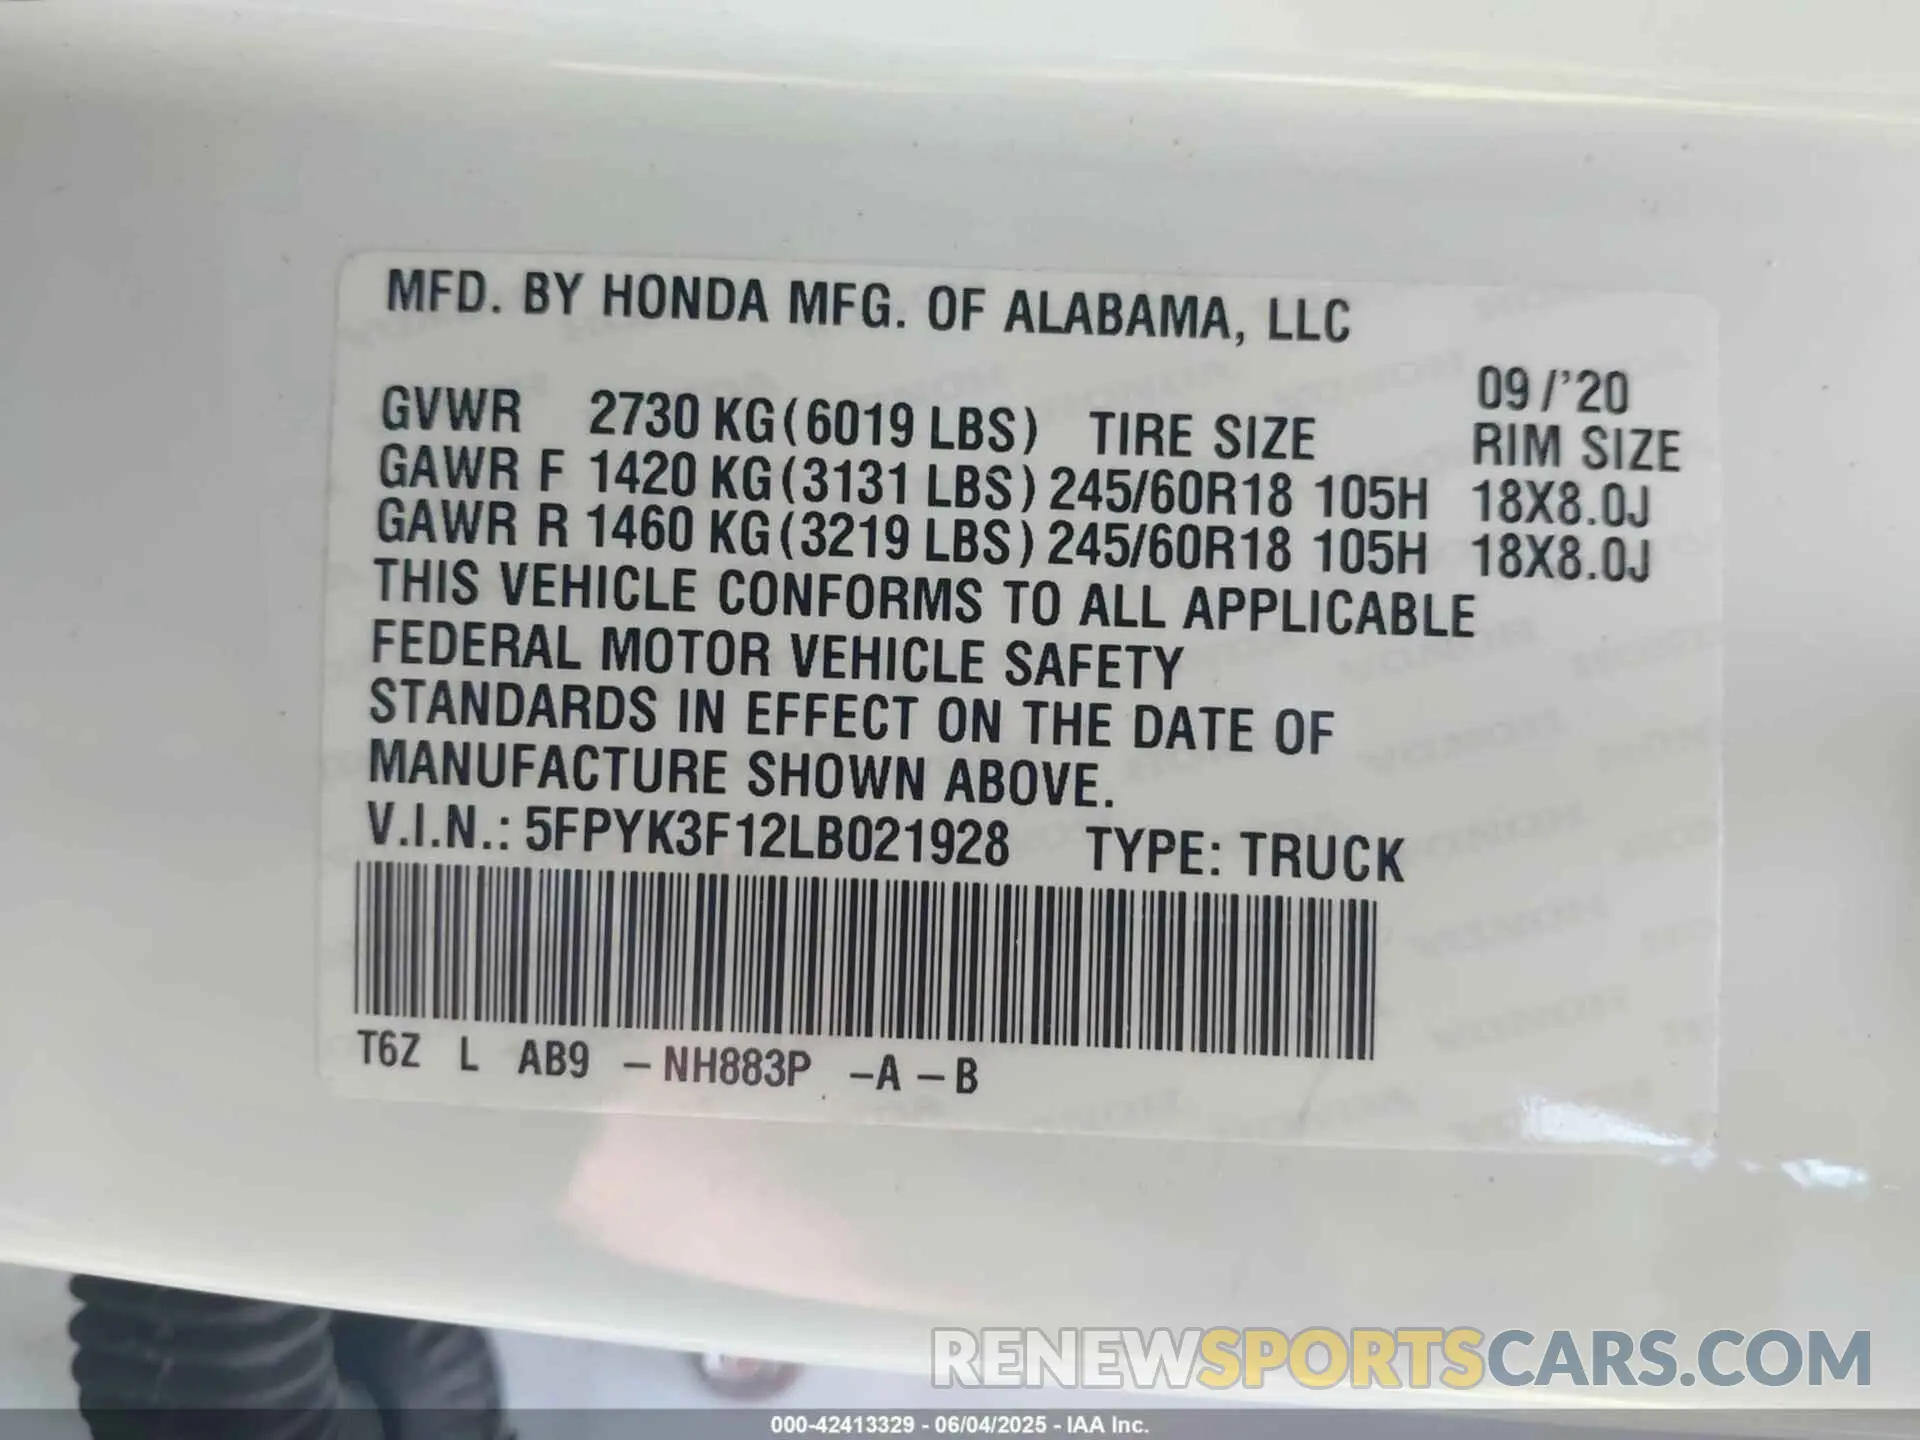 MFD. BY HONDA MFG. OF ALABAMA, LLC
09/'20
GVWR 2730 KG(6019 LBS) TIRE SIZE RIM SIZE
GAWR F 1420 KG(3131 LBS) 245/60R18 105H 18X8.0J
GAWR R 1460 KG(3219 LBS) 245/60R18 105H 18X8.0J
THIS VEHICLE CONFORMS TO ALL APPLICABLE
FEDERAL MOTOR VEHICLE SAFETY
STANDARDS IN EFFECT ON THE DATE OF
MANUFACTURE SHOWN ABOVE.
V.I.N.: 5FPYK3F12LB021928 TYPE: TRUCK
T6Z L AB9 –NH883P –A –B
RENEWSPORTSCARS.COM
000-42413329 - 06/04/2025 - IAA Inc.